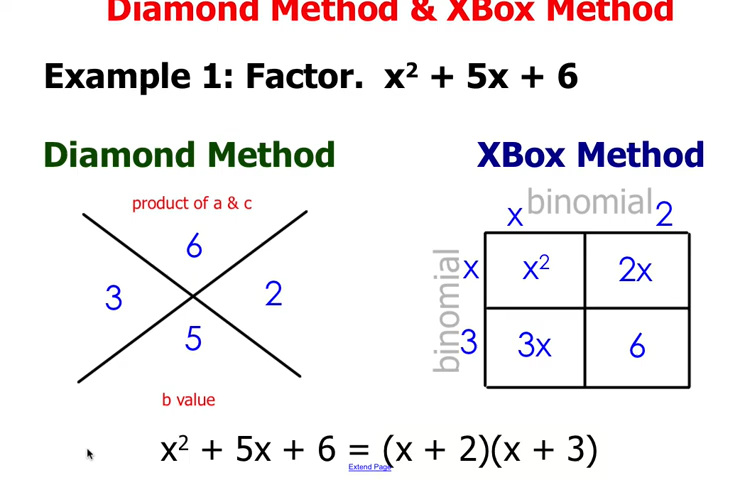 Diamond Method & XBox Method
Example 1: Factor. x² + 5x + 6
Diamond Method
product of a & c
6
3 2
5
b value
XBox Method
binomial
x 2
binomial
x x² 2x
3 3x 6
x² + 5x + 6 = (x + 2)(x + 3)
Extend Page